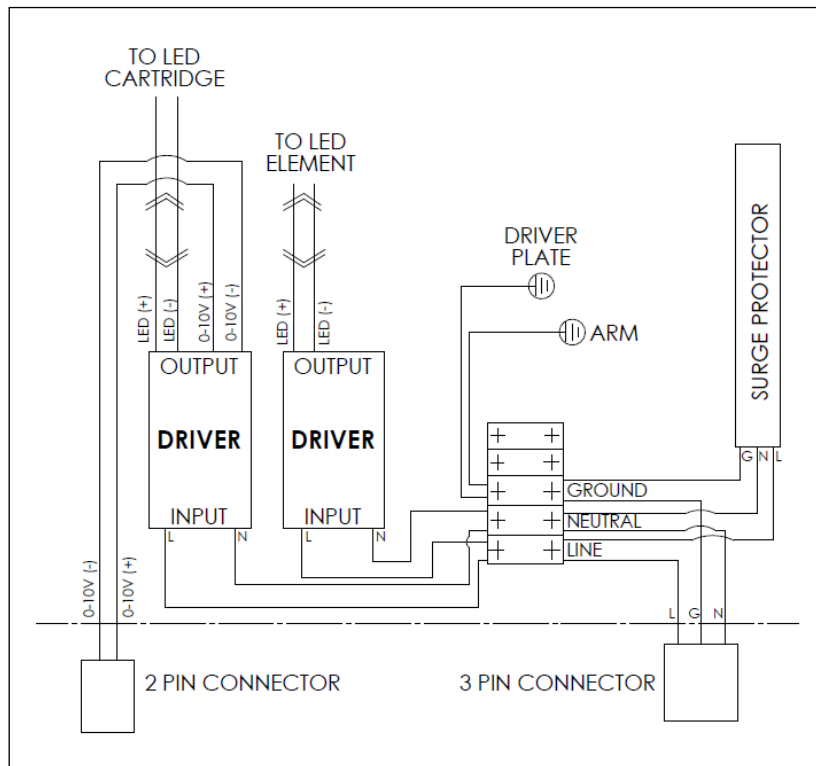 TO LED
CARTRIDGE
TO LED
ELEMENT
DRIVER
PLATE
ARM
SURGE PROTECTOR
LED (+)
LED (-)
0-10V (+)
0-10V (-)
LED (+)
LED (-)
OUTPUT
DRIVER
INPUT
L
N
OUTPUT
DRIVER
INPUT
L
N
G N L
GROUND
NEUTRAL
LINE
0-10V (-)
0-10V (+)
L G N
2 PIN CONNECTOR
3 PIN CONNECTOR